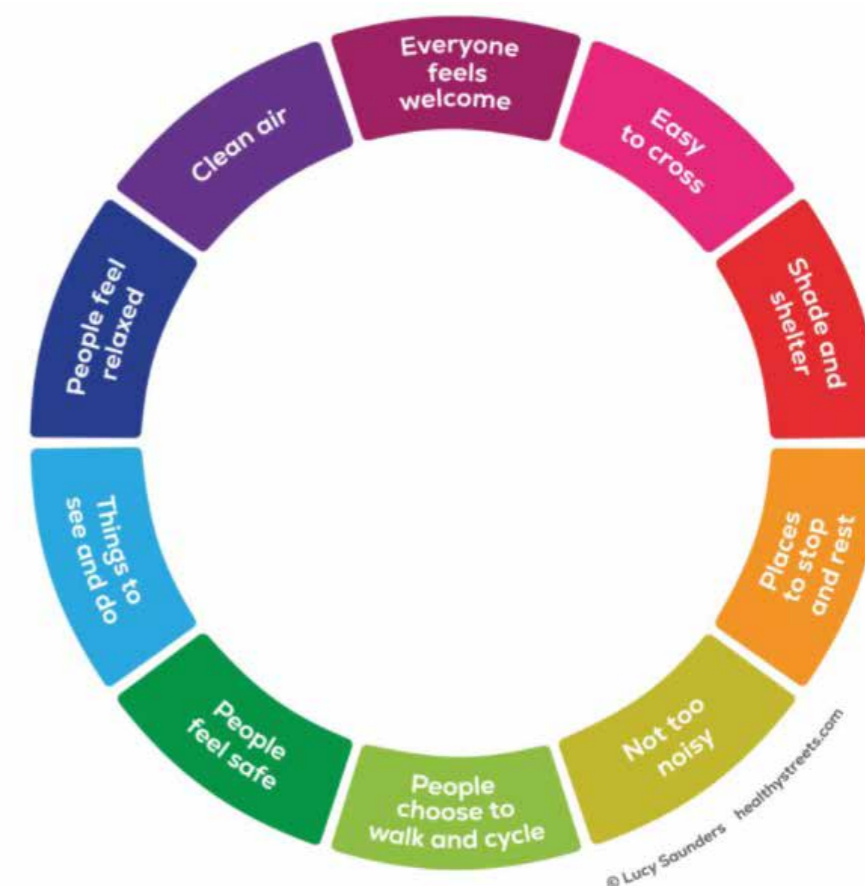 Everyone
feels
welcome
Easy
to cross
Shade and
shelter
Places
to stop
and rest
Not too
noisy
People
choose to
walk and cycle
People
feel safe
Things to
see and do
People feel
relaxed
Clean air
© Lucy Saunders healthystreets.com